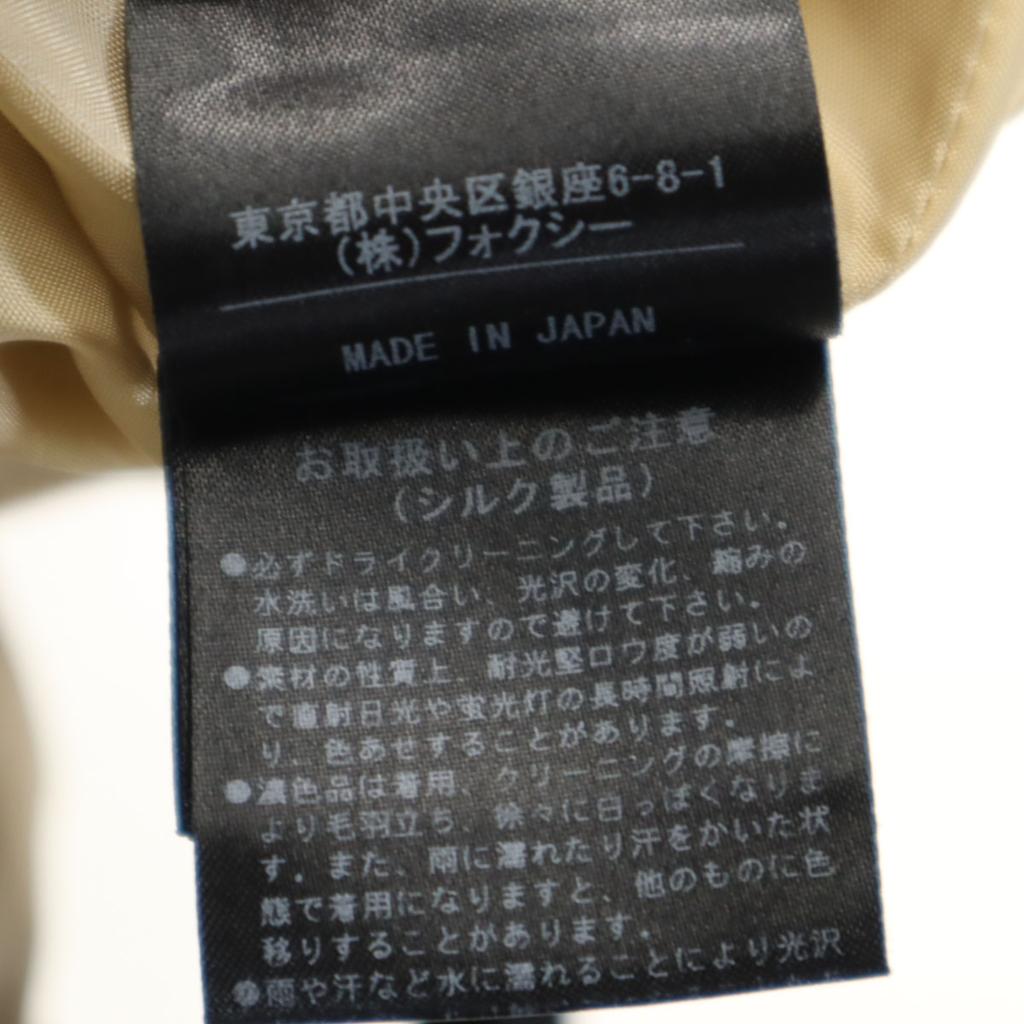 東京都中央区銀座6-8-1
(株)フォクシー
MADE IN JAPAN
お取扱い上のご注意
(シルク製品)
●必ずドライクリーニングして下さい。
水洗いは風合い、光沢の変化、縮みの
原因になりますので避けて下さい。
●素材の性質上、耐光堅ロウ度が弱いの
で直射日光や蛍光灯の長時間照射によ
り、色あせすることがあります。
●濃色品は着用、クリーニングの摩擦に
より毛羽立ち、徐々に白っぽくなりま
す。また、雨に濡れたり汗をかいた状
態で着用になりますと、他のものに色
移りすることがあります。
●雨や汗など水に濡れることにより光沢